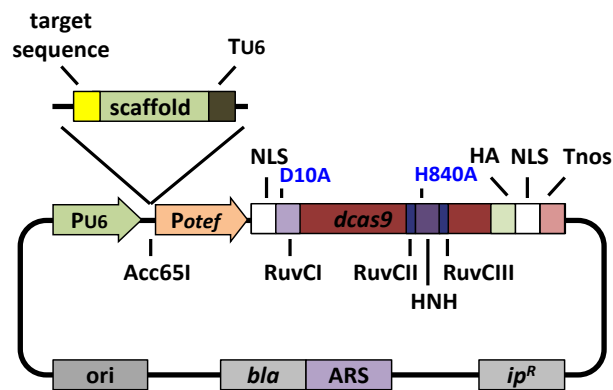 target
sequence
TU6
scaffold
NLS
D10A
H840A
HA
NLS
Tnos
PU6
Potef
dcas9
Acc65I
RuvCI
RuvCII
RuvCIII
HNH
ori
bla
ARS
ipR